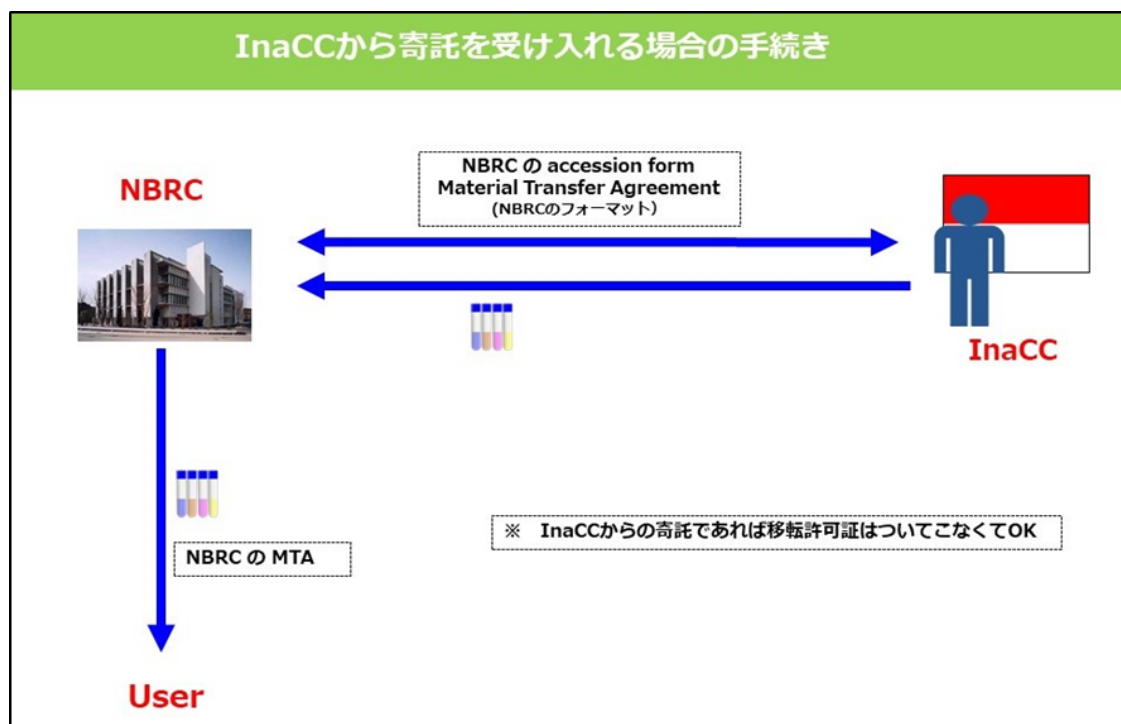 InaCCから寄託を受け入れる場合の手続き
NBRC の accession form
Material Transfer Agreement
(NBRCのフォーマット）
NBRC
InaCC
NBRC の MTA
※　InaCCからの寄託であれば移転許可証はついてこなくてOK
User